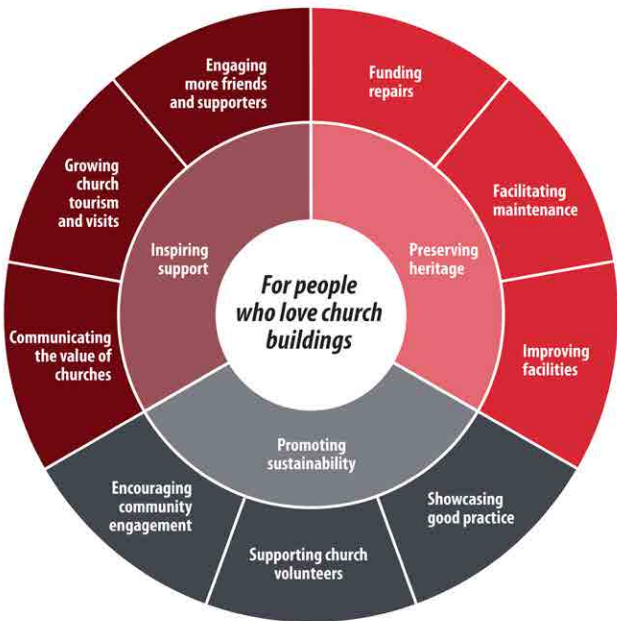 For people
who love church
buildings
Preserving
heritage
Funding
repairs
Facilitating
maintenance
Improving
facilities
Promoting
sustainability
Showcasing
good practice
Supporting church
volunteers
Encouraging
community
engagement
Inspiring
support
Communicating
the value of
churches
Growing
church
tourism
and visits
Engaging
more friends
and supporters